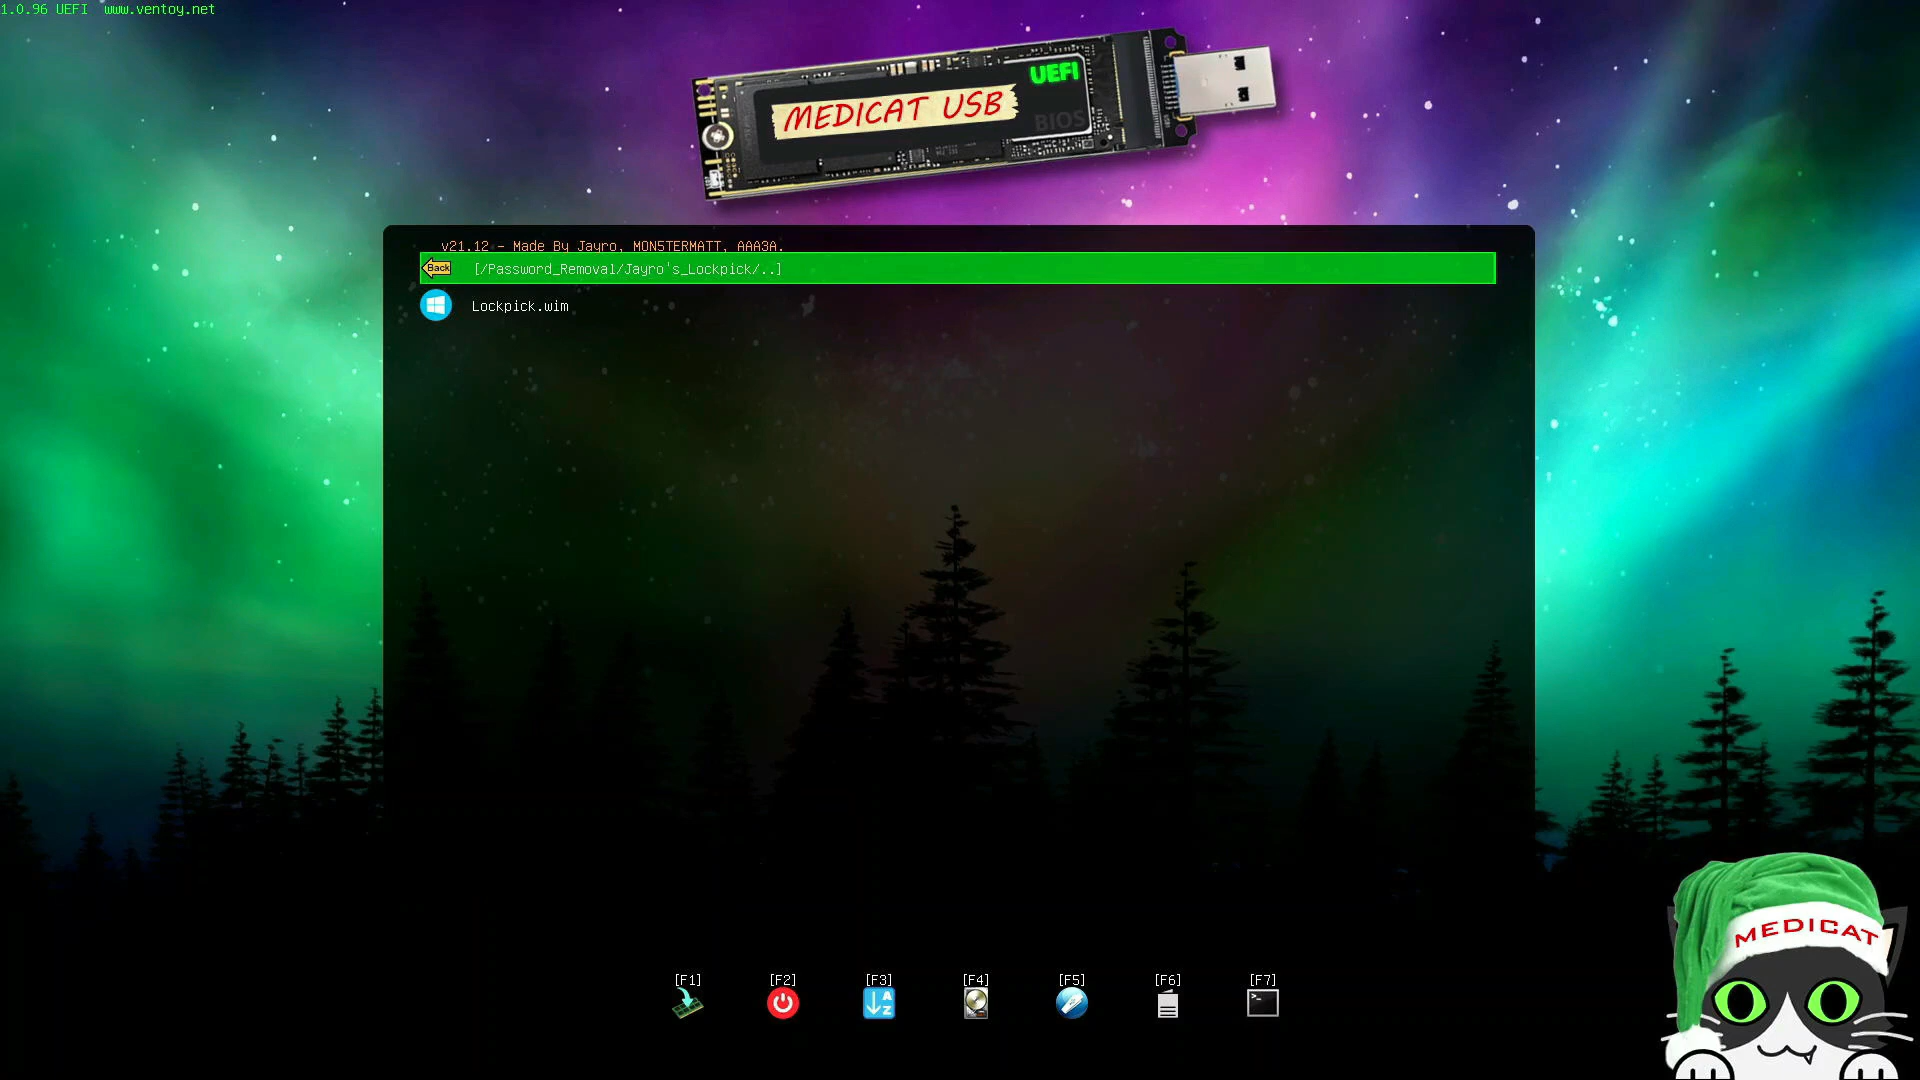 1.0.96 UEFI  www.ventoy.net
UEFI
MEDICAT USB
BIOS
v21.12 - Made By Jayro, MON5TERMATT, AAA3A.
Back [/Password_Removal/Jayro's_Lockpick/..]
Lockpick.wim
MEDICAT
[F1] [F2] [F3] [F4] [F5] [F6] [F7]
A
Z